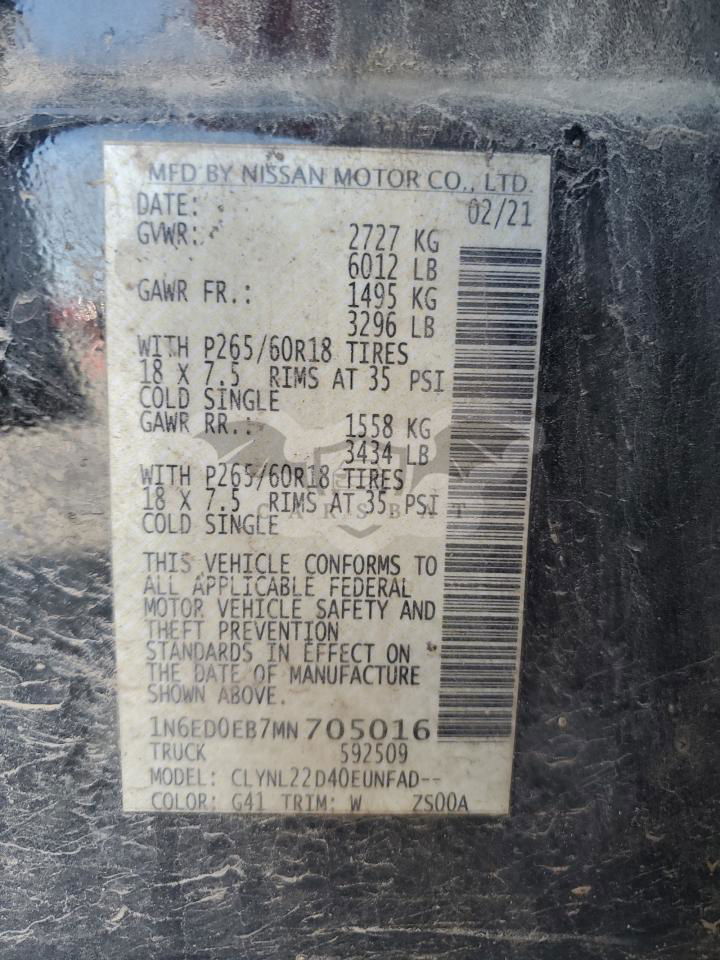 MFD BY NISSAN MOTOR CO., LTD.
DATE: 02/21
GVWR: 2727 KG
6012 LB
GAWR FR.: 1495 KG
3296 LB
WITH P265/60R18 TIRES
18 X 7.5 RIMS AT 35 PSI
COLD SINGLE
GAWR RR.: 1558 KG
3434 LB
WITH P265/60R18 TIRES
18 X 7.5 RIMS AT 35 PSI
CARSBAT
COLD SINGLE
THIS VEHICLE CONFORMS TO
ALL APPLICABLE FEDERAL
MOTOR VEHICLE SAFETY AND
THEFT PREVENTION
STANDARDS IN EFFECT ON
THE DATE OF MANUFACTURE
SHOWN ABOVE.
1N6ED0EB7MN 705016
TRUCK 592509
MODEL: CLYNL22D40EUNFAD--
COLOR: G41 TRIM: W ZS00A